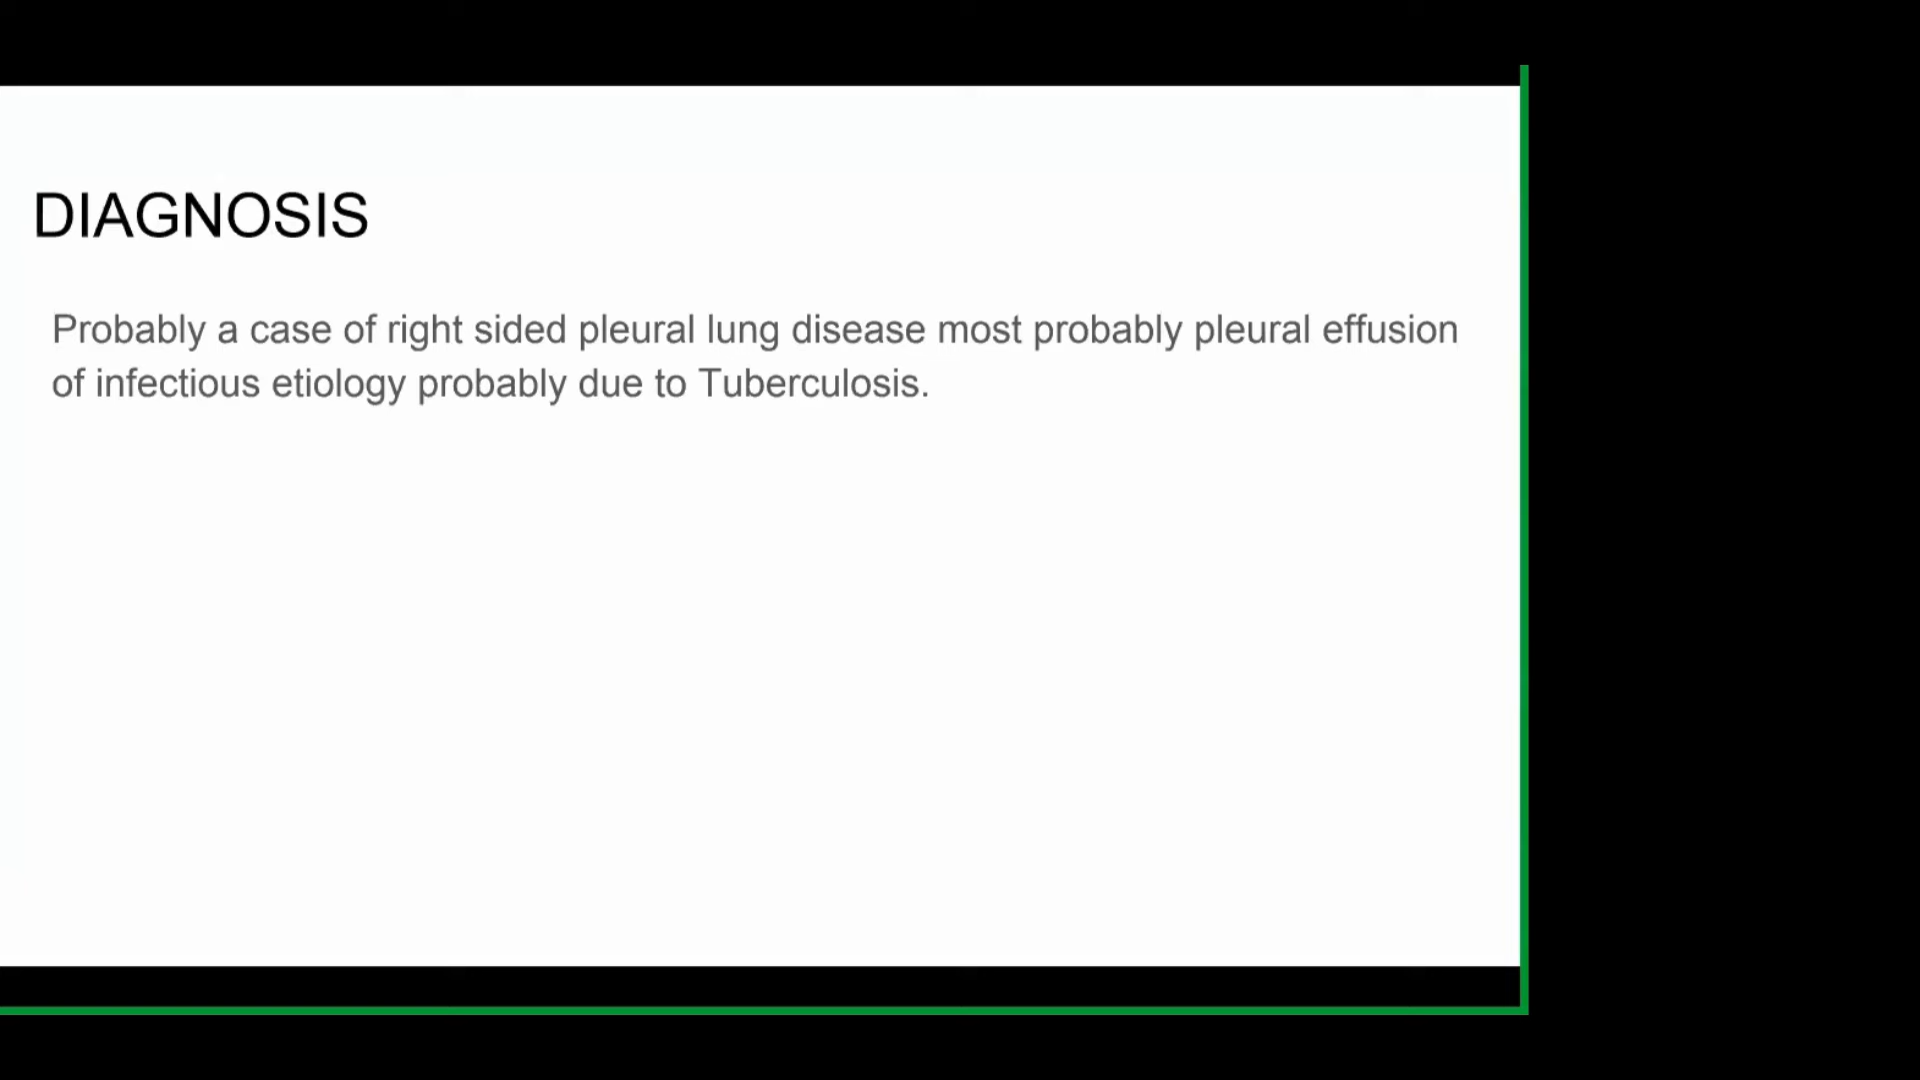 DIAGNOSIS
Probably a case of right sided pleural lung disease most probably pleural effusion
of infectious etiology probably due to Tuberculosis.